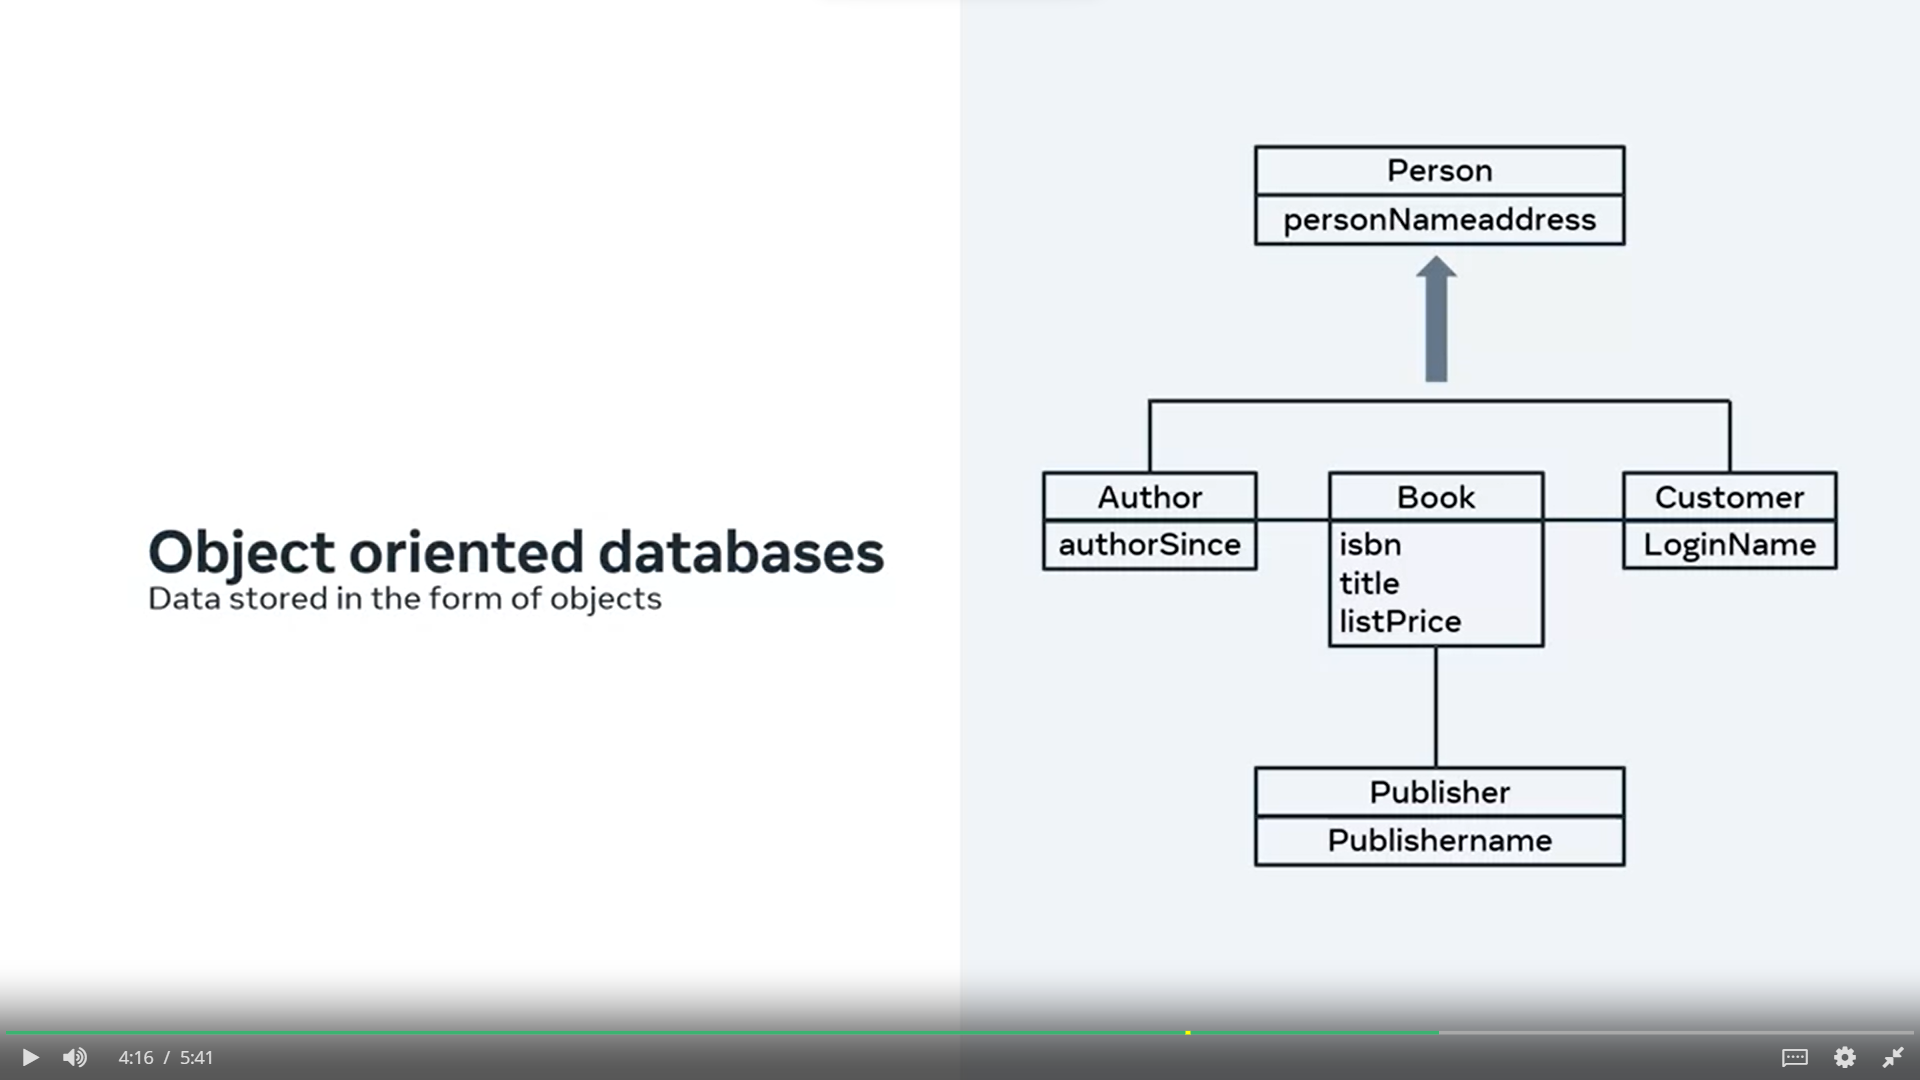 Object oriented databases
Data stored in the form of objects
Person
personNameaddress
Author
authorSince
Book
isbn
title
listPrice
Customer
LoginName
Publisher
Publishername
4:16 / 5:41